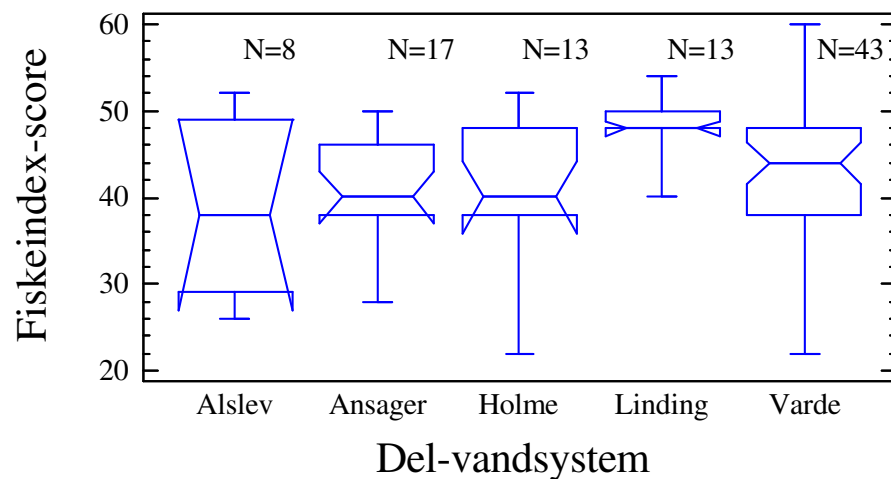 Fiskeindex-score
60
50
40
30
20
N=8 N=17 N=13 N=13 N=43
Alslev Ansager Holme Linding Varde
Del-vandsystem